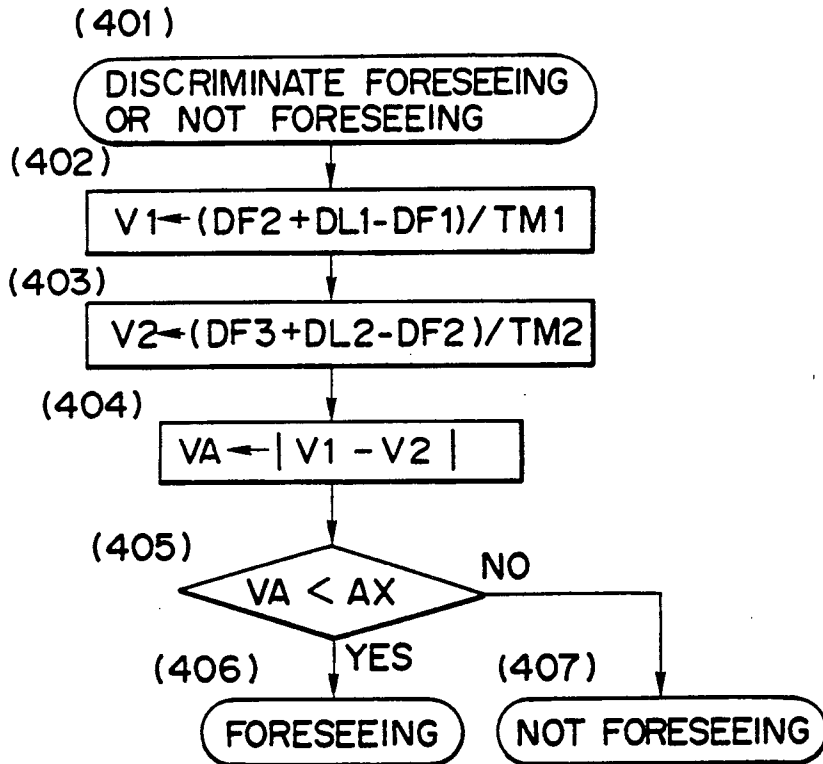 (401)
DISCRIMINATE FORESEEING
OR NOT FORESEEING
(402)
V1←(DF2+DL1-DF1)/TM1
(403)
V2←(DF3+DL2-DF2)/TM2
(404)
VA←|V1-V2|
(405)
VA < AX
NO
YES
(406)
(407)
FORESEEING
NOT FORESEEING